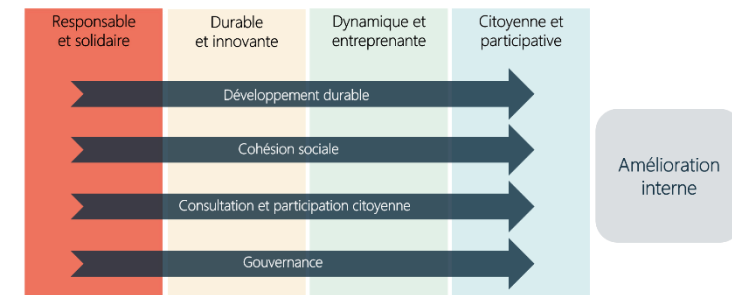 Responsable
et solidaire
Durable
et innovante
Dynamique et
entreprenante
Citoyenne et
participative
Développement durable
Cohésion sociale
Consultation et participation citoyenne
Gouvernance
Amélioration
interne